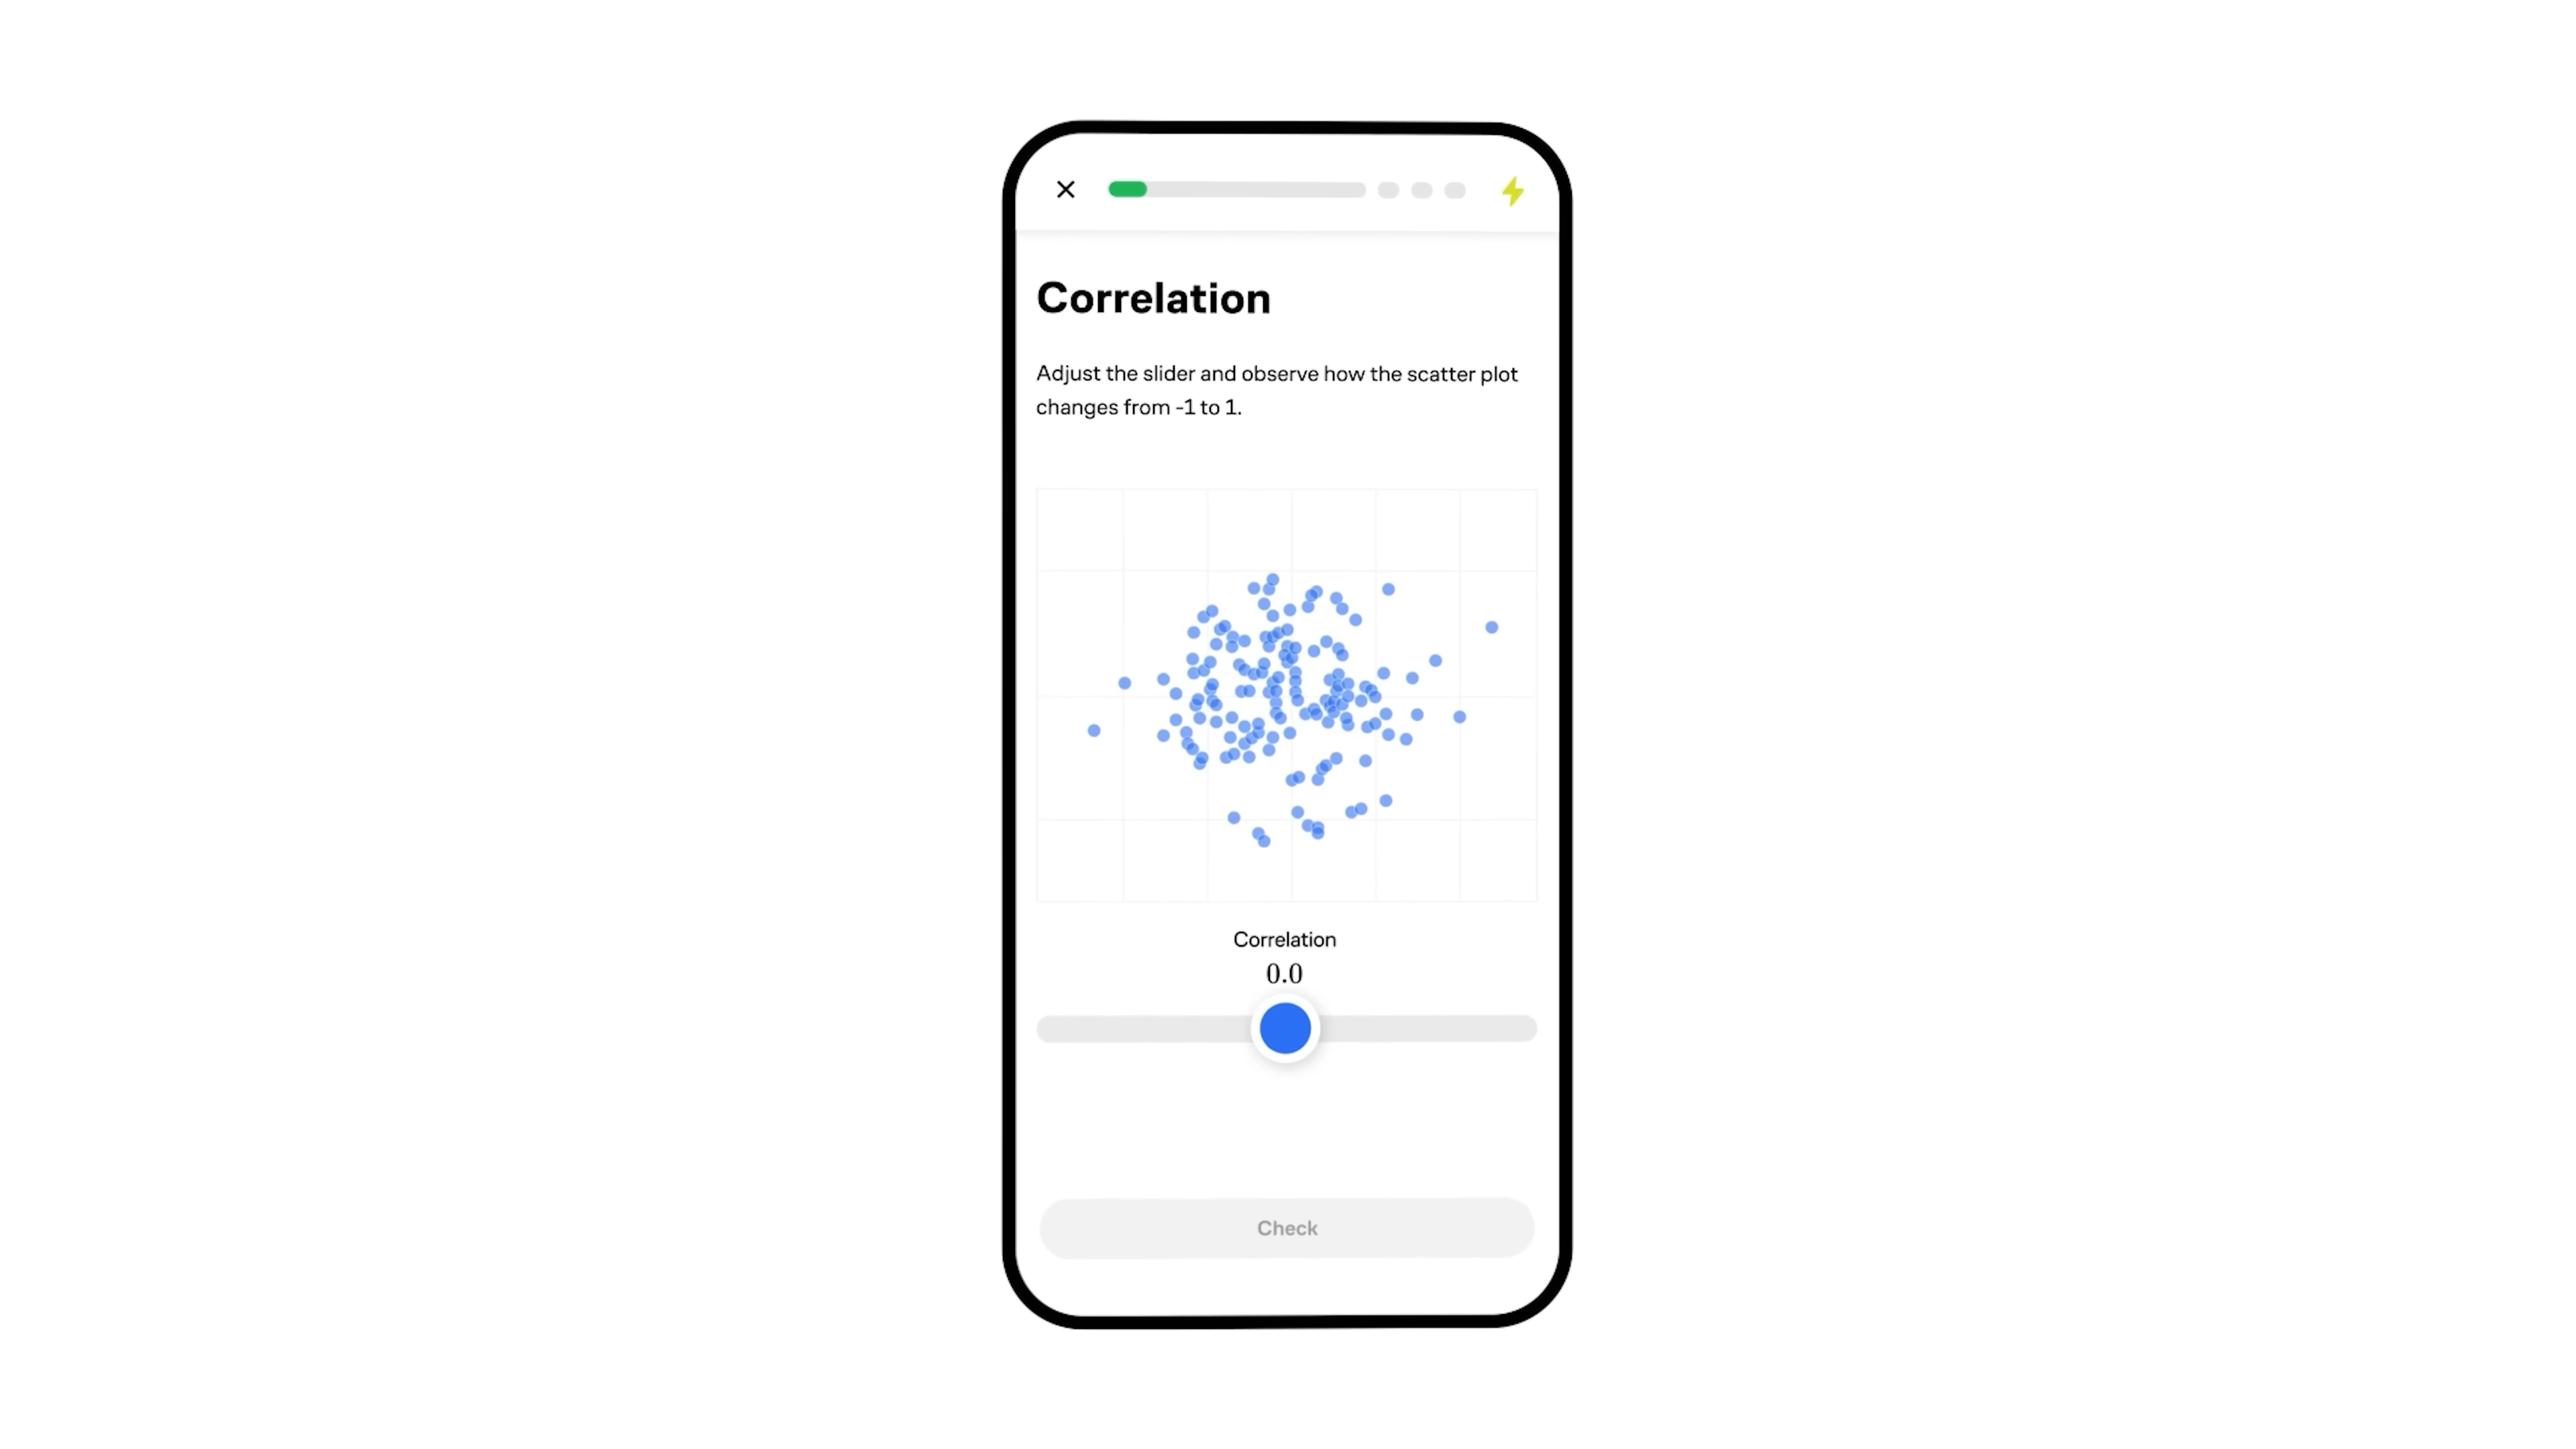 Correlation
Adjust the slider and observe how the scatter plot
changes from -1 to 1.
Correlation
0.0
Check